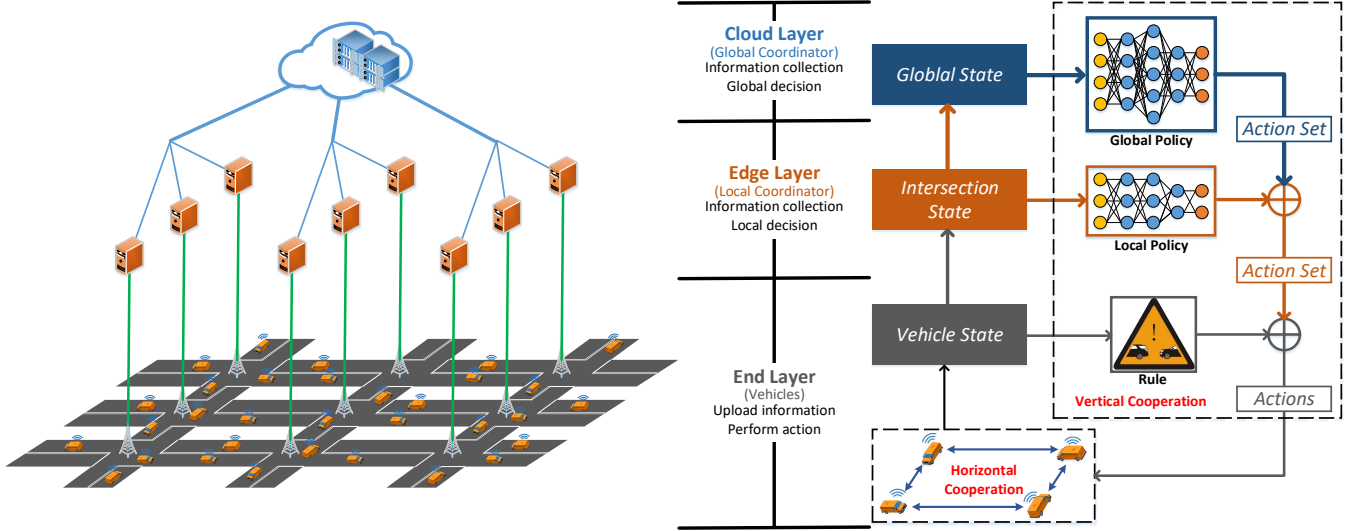 Cloud Layer
(Global Coordinator)
Information collection
Global decision
Globlal State
Global Policy
Action Set
Edge Layer
(Local Coordinator)
Information collection
Local decision
Intersection
State
Local Policy
Action Set
End Layer
(Vehicles)
Upload information
Perform action
Vehicle State
!
Rule
Vertical Cooperation
Actions
Horizontal
Cooperation